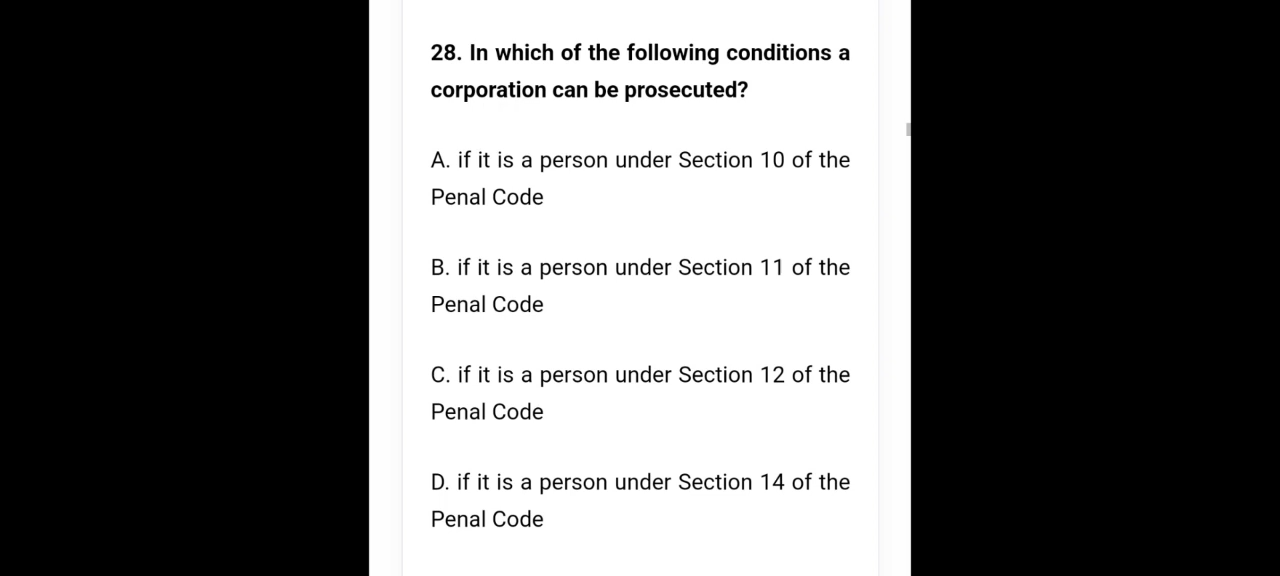 28. In which of the following conditions a
corporation can be prosecuted?
A. if it is a person under Section 10 of the
Penal Code
B. if it is a person under Section 11 of the
Penal Code
C. if it is a person under Section 12 of the
Penal Code
D. if it is a person under Section 14 of the
Penal Code